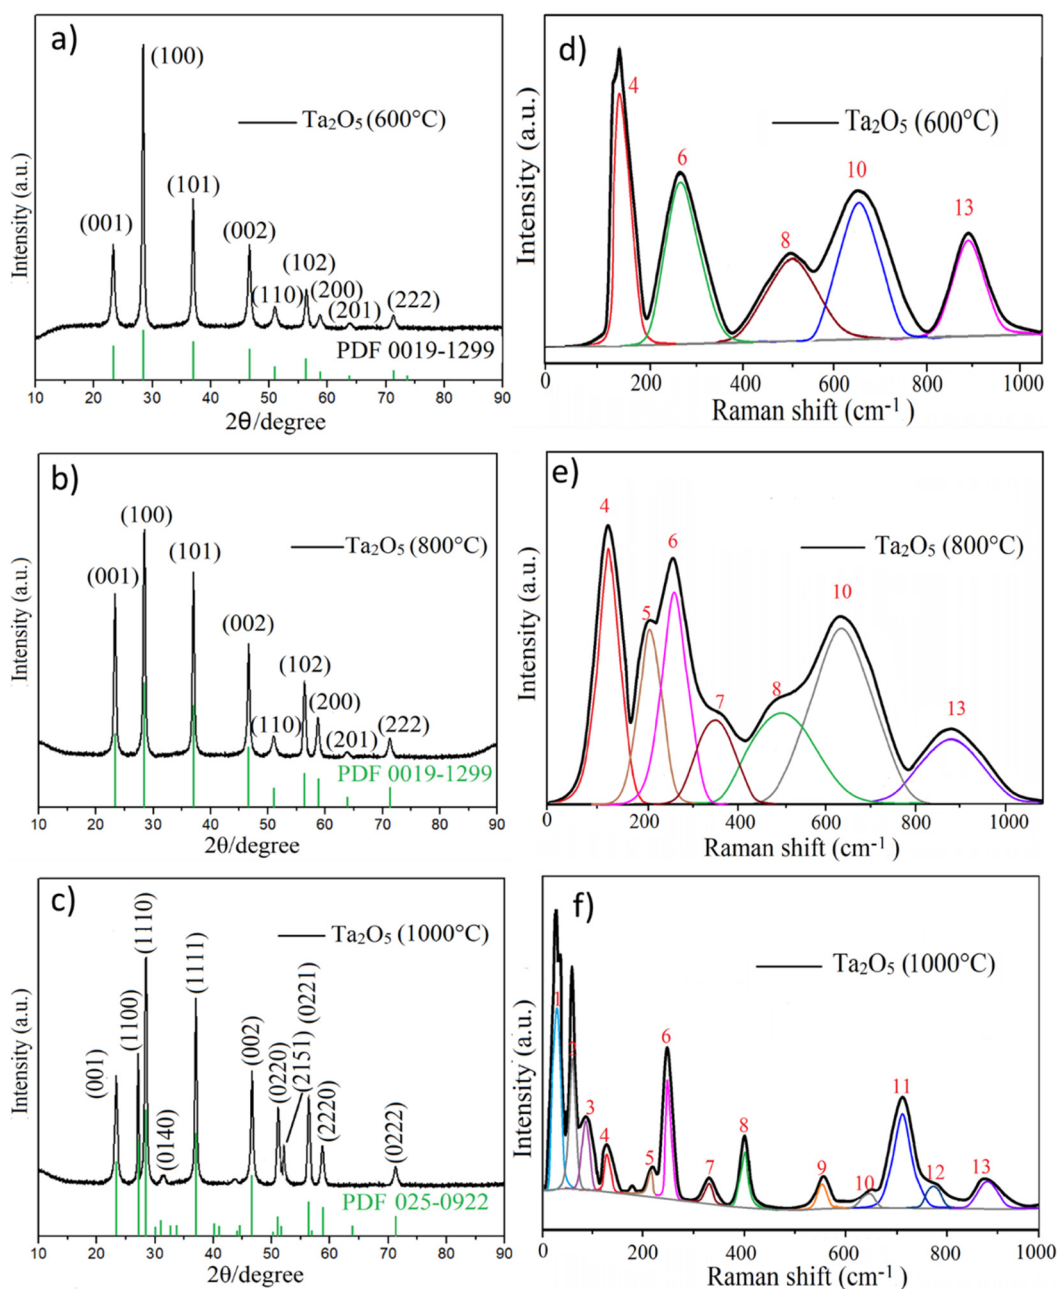 a)
(100)
Ta₂O₅ (600°C)
(101)
(001)
(002)
(102)
(110)
(200)
(201)
(222)
PDF 0019-1299
Intensity (a.u.)
10 20 30 40 50 60 70 80 90
2θ/degree
d)
4
Ta₂O₅ (600°C)
6
10
13
8
Intensity (a.u.)
0 200 400 600 800 1000
Raman shift (cm⁻¹)
b)
(100)
(101)
Ta₂O₅ (800°C)
(001)
(002)
(102)
(200)
(110)
(201)
(222)
PDF 0019-1299
Intensity (a.u.)
10 20 30 40 50 60 70 80 90
2θ/degree
e)
4
6
Ta₂O₅ (800°C)
5
10
7
8
13
Intensity (a.u.)
200 400 600 800 1000
Raman shift (cm⁻¹)
c)
(1110)
(1111)
Ta₂O₅ (1000°C)
(1100)
(001)
(0140)
(002)
(0220)
(2151)
(0221)
(2220)
(0222)
PDF 025-0922
Intensity (a.u.)
10 20 30 40 50 60 70 80 90
2θ/degree
f)
Ta₂O₅ (1000°C)
1
3
4
5
6
7
8
9
10
11
12
13
Intensity (a.u.)
0 200 400 600 800 1000
Raman shift (cm⁻¹)